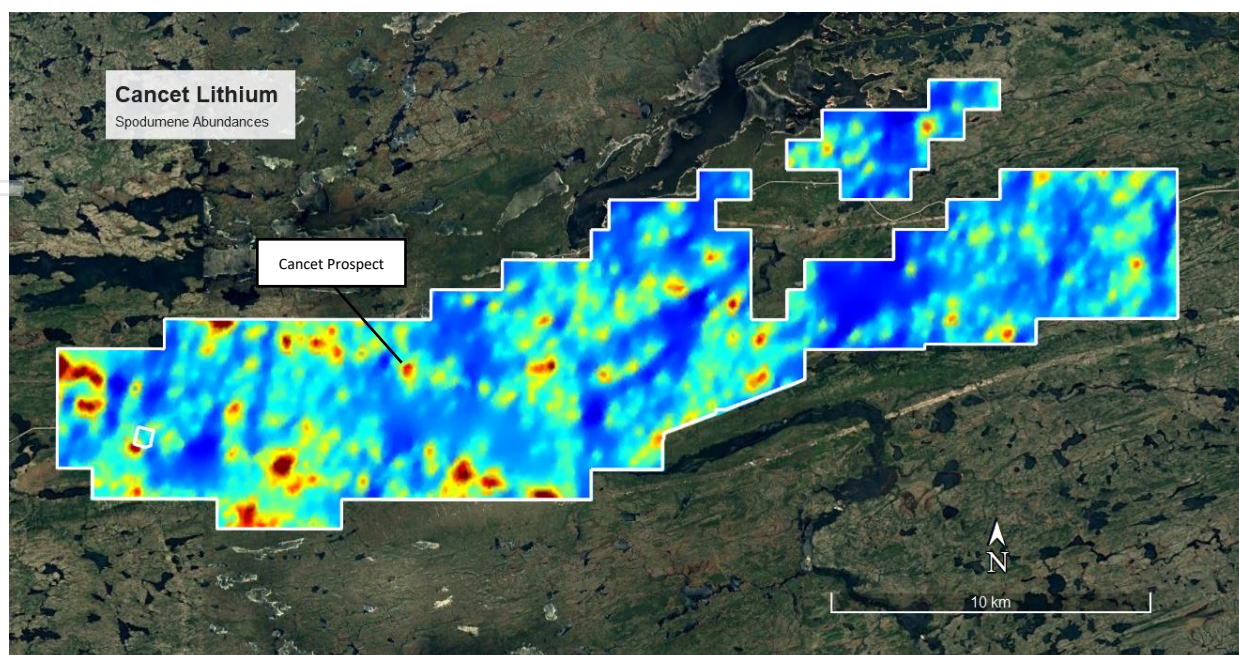 Cancet Lithium
Spodumene Abundances
Cancet Prospect
N
10 km